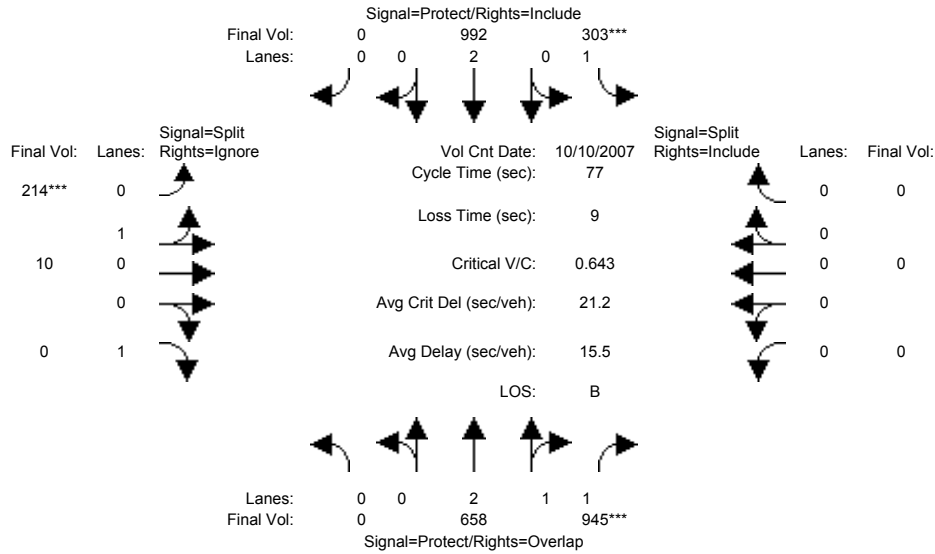 Signal=Protect/Rights=Include
Final Vol: 0 992 303***
Lanes: 0 0 2 0 1
Signal=Split
Final Vol: Lanes: Rights=Ignore
Vol Cnt Date: 10/10/2007
Signal=Split
Rights=Include Lanes: Final Vol:
Cycle Time (sec): 77
214*** 0
0 0
Loss Time (sec): 9
1
0
10 0
Critical V/C: 0.643
0 0
0
Avg Crit Del (sec/veh): 21.2
0
0 1
Avg Delay (sec/veh): 15.5
0 0
LOS: B
Lanes: 0 0 2 1 1
Final Vol: 0 658 945***
Signal=Protect/Rights=Overlap